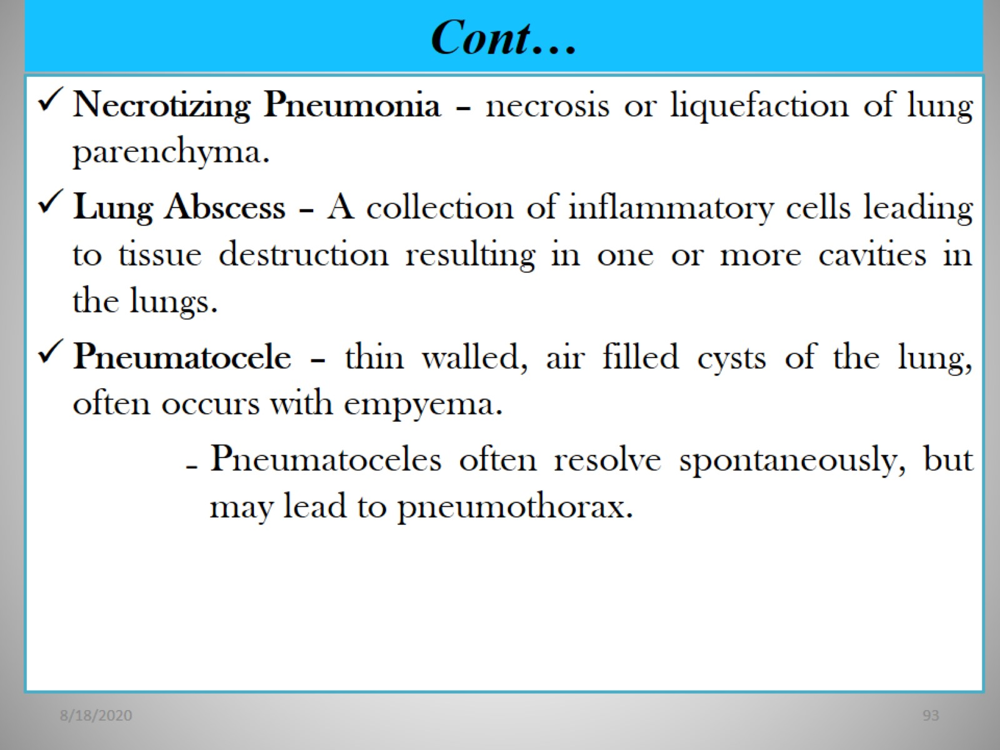 Cont…
✓ Necrotizing Pneumonia – necrosis or liquefaction of lung
parenchyma.
✓ Lung Abscess – A collection of inflammatory cells leading
to tissue destruction resulting in one or more cavities in
the lungs.
✓ Pneumatocele – thin walled, air filled cysts of the lung,
often occurs with empyema.
– Pneumatoceles often resolve spontaneously, but
may lead to pneumothorax.
8/18/2020
93